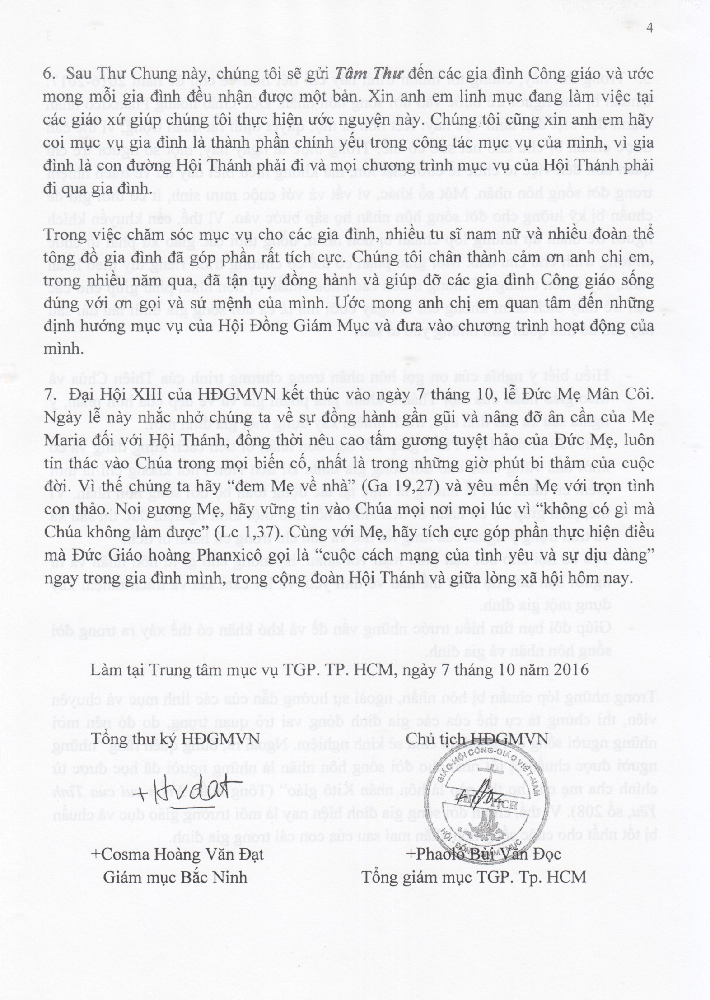 4
6. Sau Thư Chung này, chúng tôi sẽ gửi Tâm Thư đến các gia đình Công giáo và ước
mong mỗi gia đình đều nhận được một bản. Xin anh em linh mục đang làm việc tại
các giáo xứ giúp chúng tôi thực hiện ước nguyện này. Chúng tôi cũng xin anh em hãy
coi mục vụ gia đình là thành phần chính yếu trong công tác mục vụ của mình, vì gia
đình là con đường Hội Thánh phải đi và mọi chương trình mục vụ của Hội Thánh phải
đi qua gia đình.
Trong việc chăm sóc mục vụ cho các gia đình, nhiều tu sĩ nam nữ và nhiều đoàn thể
tông đồ gia đình đã góp phần rất tích cực. Chúng tôi chân thành cảm ơn anh chị em,
trong nhiều năm qua, đã tận tụy đồng hành và giúp đỡ các gia đình Công giáo sống
đúng với ơn gọi và sứ mệnh của mình. Ước mong anh chị em quan tâm đến những
định hướng mục vụ của Hội Đồng Giám Mục và đưa vào chương trình hoạt động của
mình.
7. Đại Hội XIII của HĐGMVN kết thúc vào ngày 7 tháng 10, lễ Đức Mẹ Mân Côi.
Ngày lễ này nhắc nhở chúng ta về sự đồng hành gần gũi và nâng đỡ ân cần của Mẹ
Maria đối với Hội Thánh, đồng thời nêu cao tấm gương tuyệt hảo của Đức Mẹ, luôn
tín thác vào Chúa trong mọi biến cố, nhất là trong những giờ phút bi thảm của cuộc
đời. Vì thế chúng ta hãy “đem Mẹ về nhà” (Ga 19,27) và yêu mến Mẹ với trọn tình
con thảo. Noi gương Mẹ, hãy vững tin vào Chúa mọi nơi mọi lúc vì “không có gì mà
Chúa không làm được” (Lc 1,37). Cùng với Mẹ, hãy tích cực góp phần thực hiện điều
mà Đức Giáo hoàng Phanxicô gọi là “cuộc cách mạng của tình yêu và sự dịu dàng”
ngay trong gia đình mình, trong cộng đoàn Hội Thánh và giữa lòng xã hội hôm nay.
Làm tại Trung tâm mục vụ TGP. TP. HCM, ngày 7 tháng 10 năm 2016
Tổng thư ký HĐGMVN
Chủ tịch HĐGMVN
GIÁO-HỘI CÔNG-GIÁO VIỆT-NAM
CHỦ-TỊCH
HỘI-ĐỒNG GIÁM-MỤC
+Hvdat
+Cosma Hoàng Văn Đạt
+Phaolô Bùi Văn Đọc
Giám mục Bắc Ninh
Tổng giám mục TGP. Tp. HCM